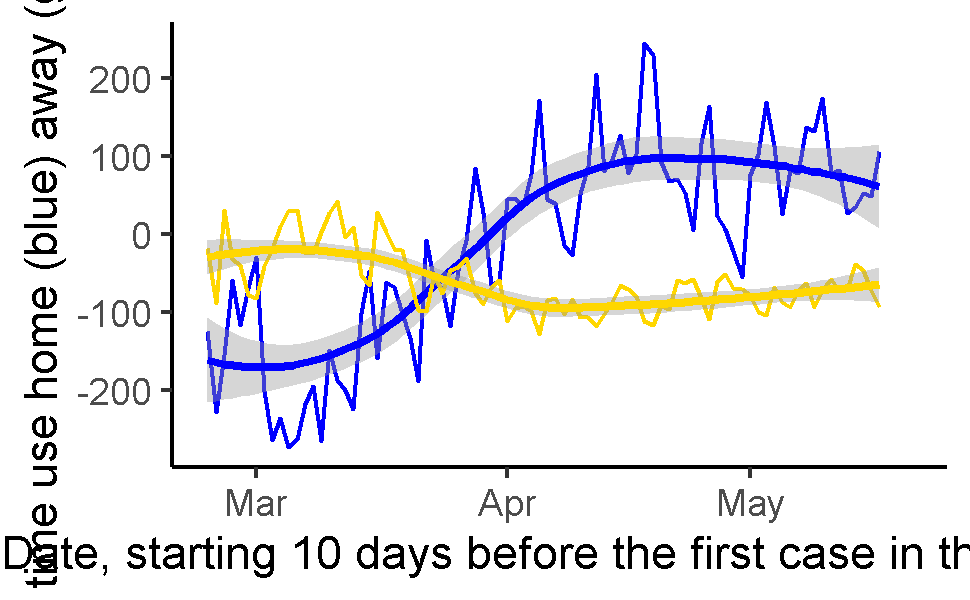 time use home (blue) away (
200
100
0
-100
-200
Mar Apr May
Date, starting 10 days before the first case in th